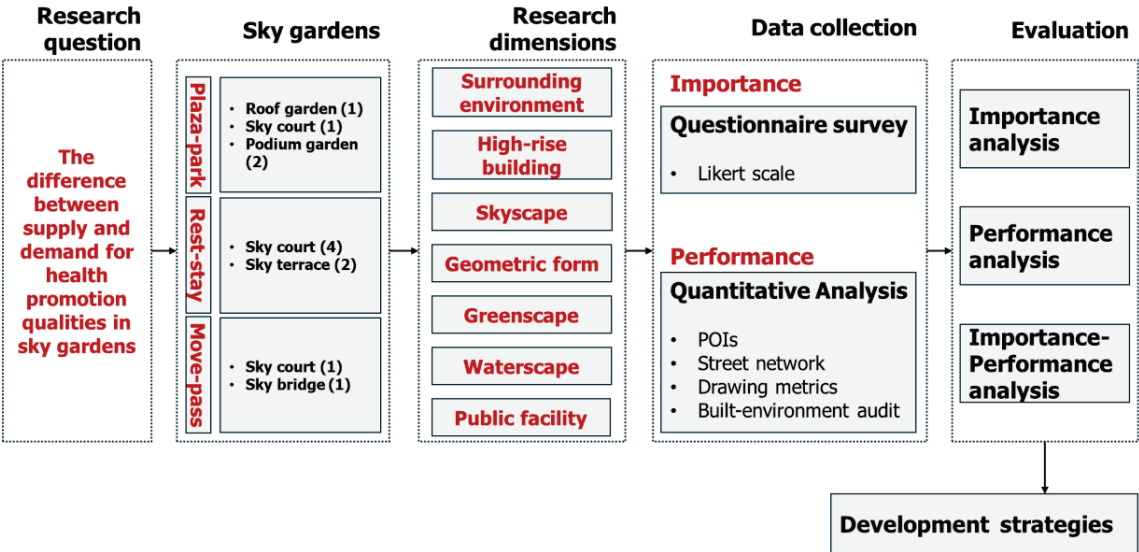 Research
question
Sky gardens
Research
dimensions
Data collection
Evaluation
The
difference
between
supply and
demand for
health
promotion
qualities in
sky gardens
Plaza-park
• Roof garden (1)
• Sky court (1)
• Podium garden
(2)
Rest-stay
• Sky court (4)
• Sky terrace (2)
Move-pass
• Sky court (1)
• Sky bridge (1)
Surrounding
environment
High-rise
building
Skyscape
Geometric form
Greenscape
Waterscape
Public facility
Importance
Questionnaire survey
• Likert scale
Performance
Quantitative Analysis
• POIs
• Street network
• Drawing metrics
• Built-environment audit
Importance
analysis
Performance
analysis
Importance-
Performance
analysis
Development strategies